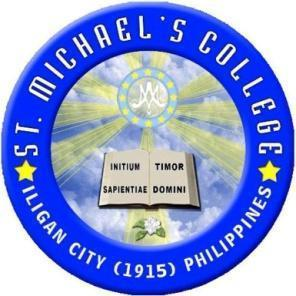 ST. MICHAEL'S COLLEGE
INITIUM TIMOR
SAPIENTIAE DOMINI
ILIGAN CITY (1915) PHILIPPINES